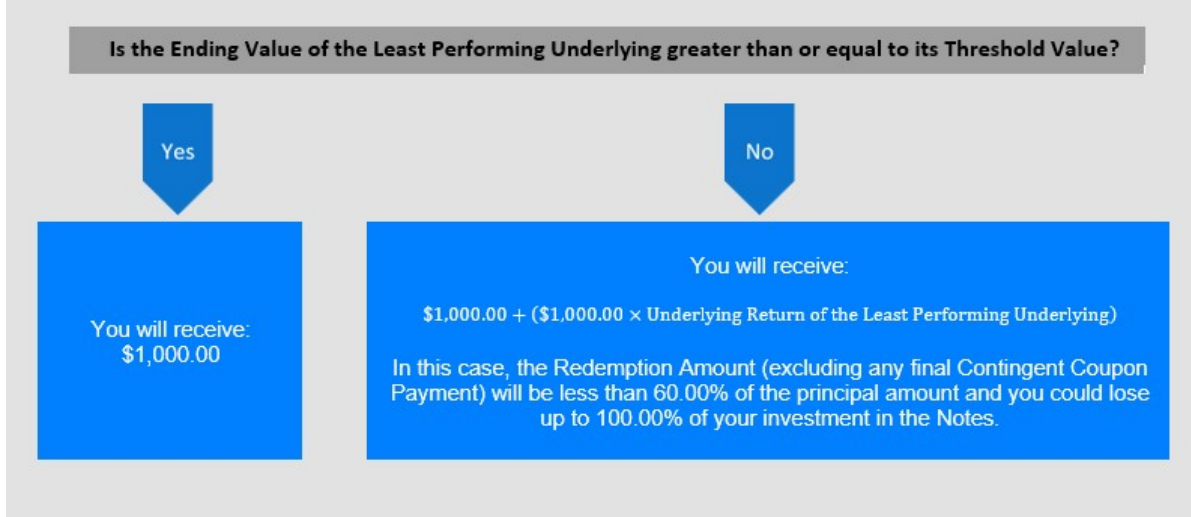 Is the Ending Value of the Least Performing Underlying greater than or equal to its Threshold Value?
Yes
No
You will receive:
$1,000.00
You will receive:
$1,000.00 + ($1,000.00 × Underlying Return of the Least Performing Underlying)
In this case, the Redemption Amount (excluding any final Contingent Coupon
Payment) will be less than 60.00% of the principal amount and you could lose
up to 100.00% of your investment in the Notes.